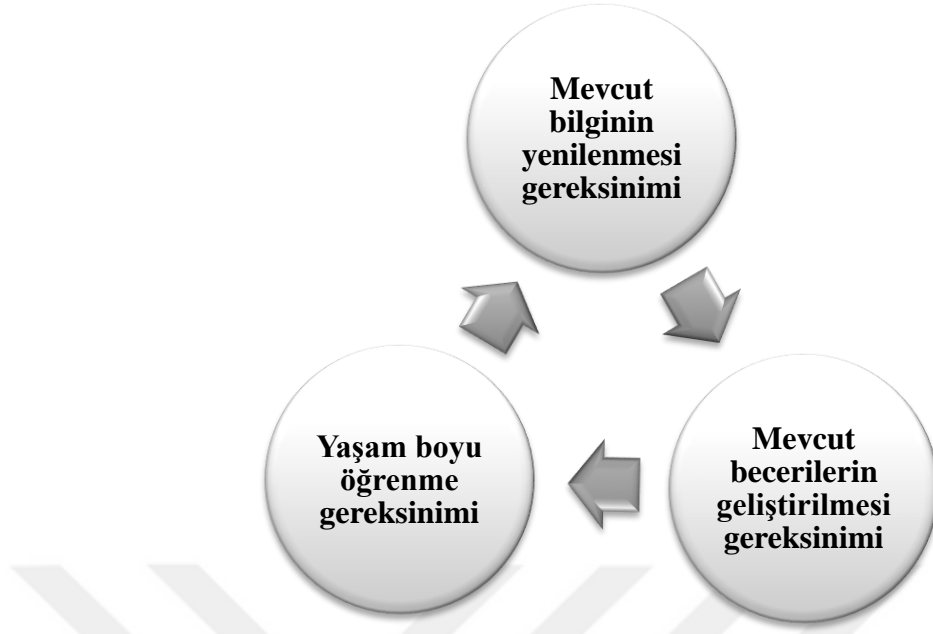 Mevcut
bilginin
yenilenmesi
gereksinimi
Mevcut
becerilerin
geliştirilmesi
gereksinimi
Yaşam boyu
öğrenme
gereksinimi